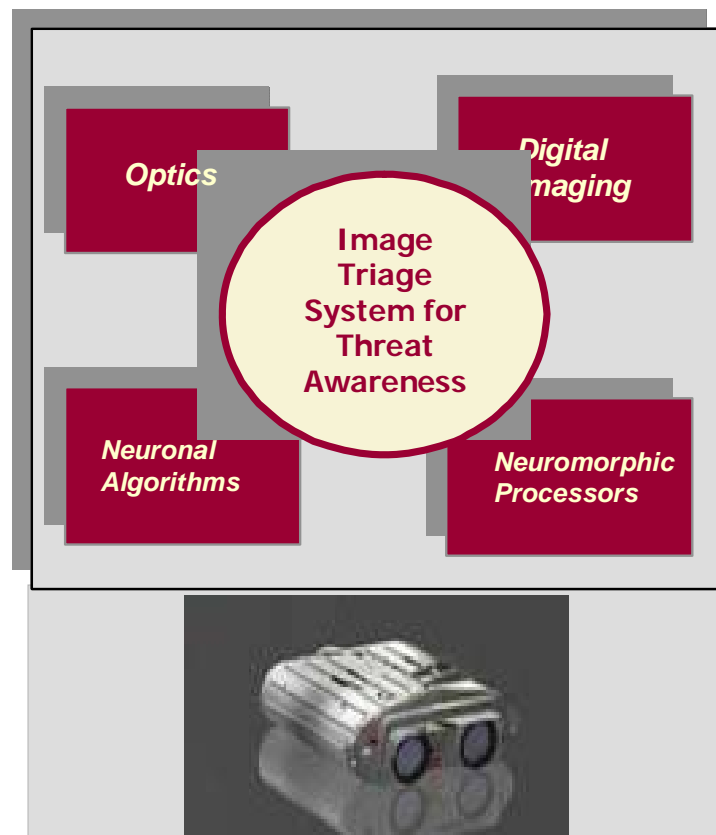 Optics
Digital
maging
Image
Triage
System for
Threat
Awareness
Neuronal
Algorithms
Neuromorphic
Processors